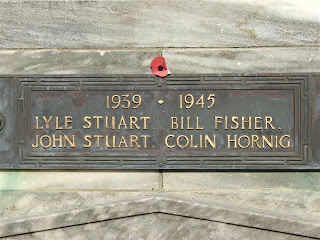 1939 • 1945
LYLE STUART. BILL FISHER.
JOHN STUART. COLIN HORNIG.